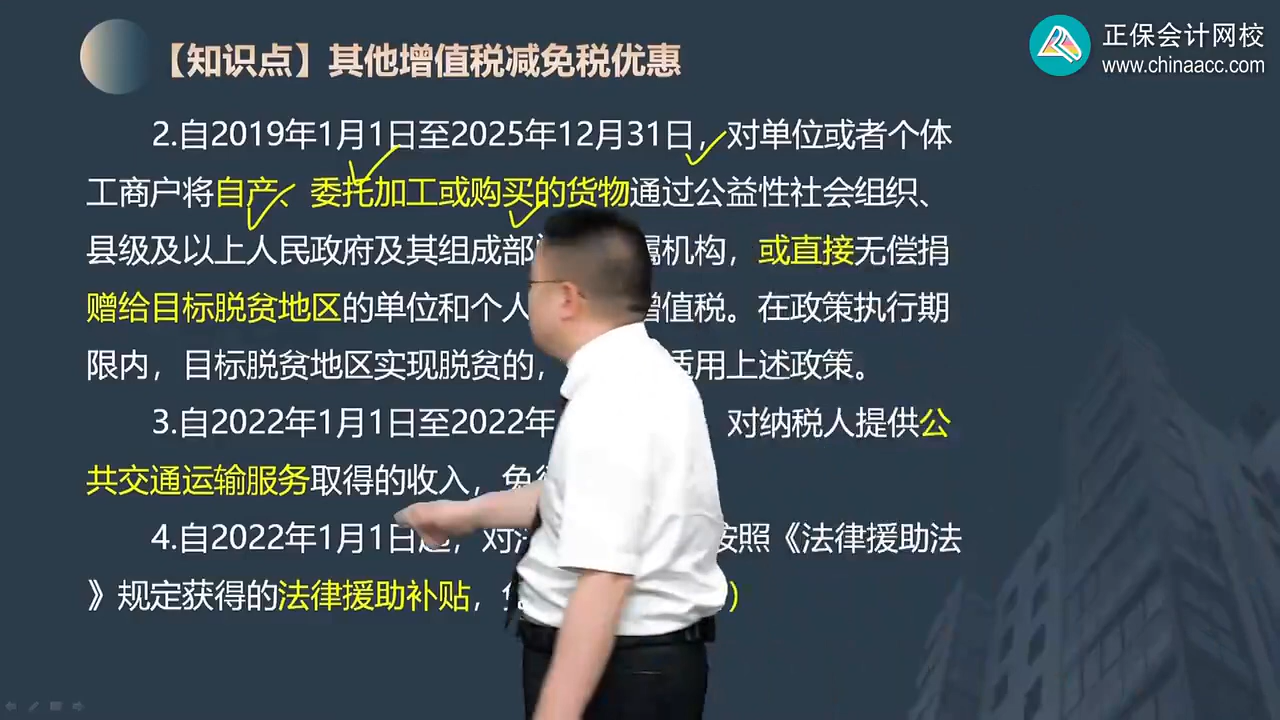 【知识点】其他增值税减免税优惠
正保会计网校
www.chinaacc.com
2.自2019年1月1日至2025年12月31日，对单位或者个体
工商户将自产、委托加工或购买的货物通过公益性社会组织、
县级及以上人民政府及其组成部 属机构，或直接无偿捐
赠给目标脱贫地区的单位和个人 增值税。在政策执行期
限内，目标脱贫地区实现脱贫的， 适用上述政策。
3.自2022年1月1日至2022年 对纳税人提供公
共交通运输服务取得的收入，免
4.自2022年1月1日起，对法 按照《法律援助法
》规定获得的法律援助补贴， ）